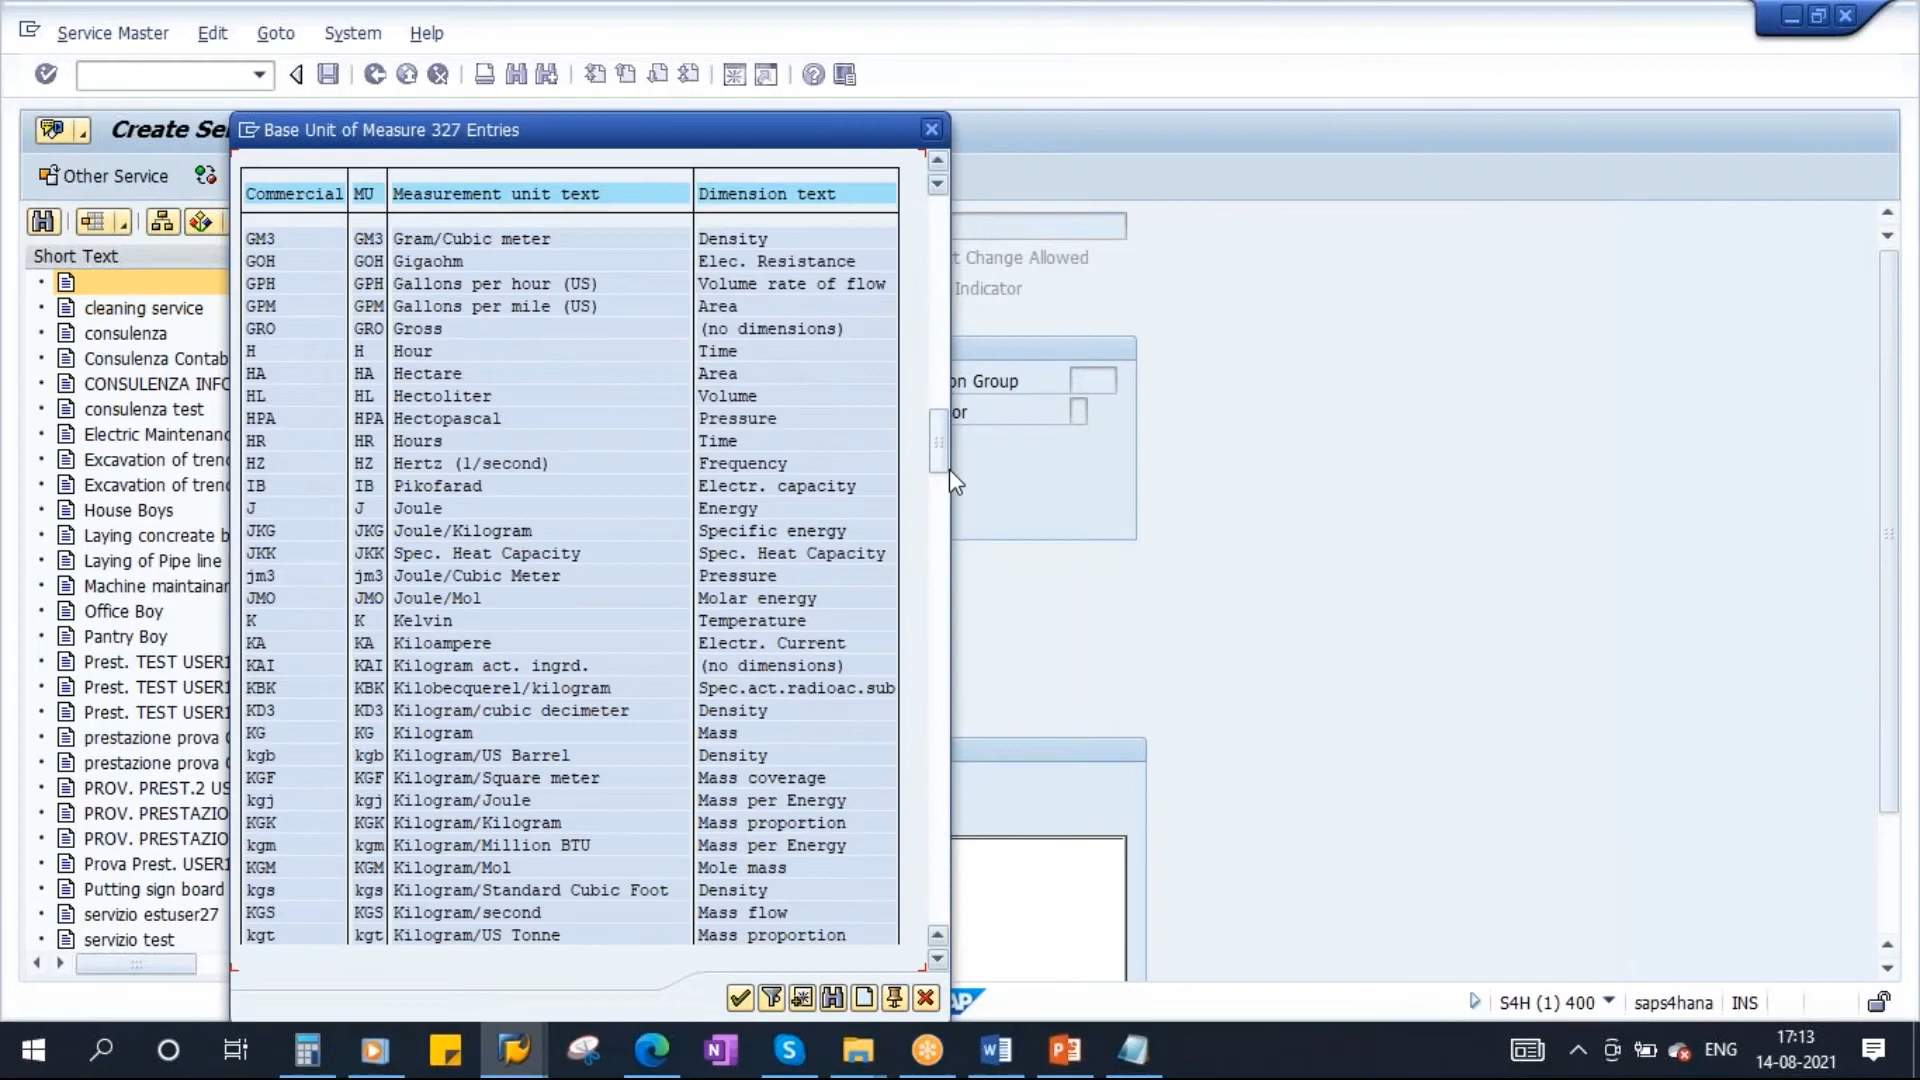 Service Master Edit Goto System Help
Create Se
Base Unit of Measure 327 Entries
Other Service
Short Text
cleaning service
consulenza
Consulenza Contab
CONSULENZA INFO
consulenza test
Electric Maintenanc
Excavation of trenc
Excavation of trenc
House Boys
Laying concreate b
Laying of Pipe line
Machine maintainar
Office Boy
Pantry Boy
Prest. TEST USER1
Prest. TEST USER1
Prest. TEST USER1
prestazione prova
prestazione prova
PROV. PREST.2 US
PROV. PRESTAZIO
PROV. PRESTAZIO
Prova Prest. USER1
Putting sign board
servizio estuser27
servizio test
Commercial MU Measurement unit text Dimension text
GM3 GM3 Gram/Cubic meter Density
GOH GOH Gigaohm Elec. Resistance
GPH GPH Gallons per hour (US) Volume rate of flow
GPM GPM Gallons per mile (US) Area
GRO GRO Gross (no dimensions)
H H Hour Time
HA HA Hectare Area
HL HL Hectoliter Volume
HPA HPA Hectopascal Pressure
HR HR Hours Time
HZ HZ Hertz (1/second) Frequency
IB IB Pikofarad Electr. capacity
J J Joule Energy
JKG JKG Joule/Kilogram Specific energy
JKK JKK Spec. Heat Capacity Spec. Heat Capacity
jm3 jm3 Joule/Cubic Meter Pressure
JMO JMO Joule/Mol Molar energy
K K Kelvin Temperature
KA KA Kiloampere Electr. Current
KAI KAI Kilogram act. ingrd. (no dimensions)
KBK KBK Kilobecquerel/kilogram Spec.act.radioac.sub
KD3 KD3 Kilogram/cubic decimeter Density
KG KG Kilogram Mass
kgb kgb Kilogram/US Barrel Density
KGF KGF Kilogram/Square meter Mass coverage
kgj kgj Kilogram/Joule Mass per Energy
KGK KGK Kilogram/Kilogram Mass proportion
kgm kgm Kilogram/Million BTU Mass per Energy
KGM KGM Kilogram/Mol Mole mass
kgs kgs Kilogram/Standard Cubic Foot Density
KGS KGS Kilogram/second Mass flow
kgt kgt Kilogram/US Tonne Mass proportion
t Change Allowed
Indicator
on Group
or
AP
S4H (1) 400 saps4hana INS
ENG
17:13
14-08-2021